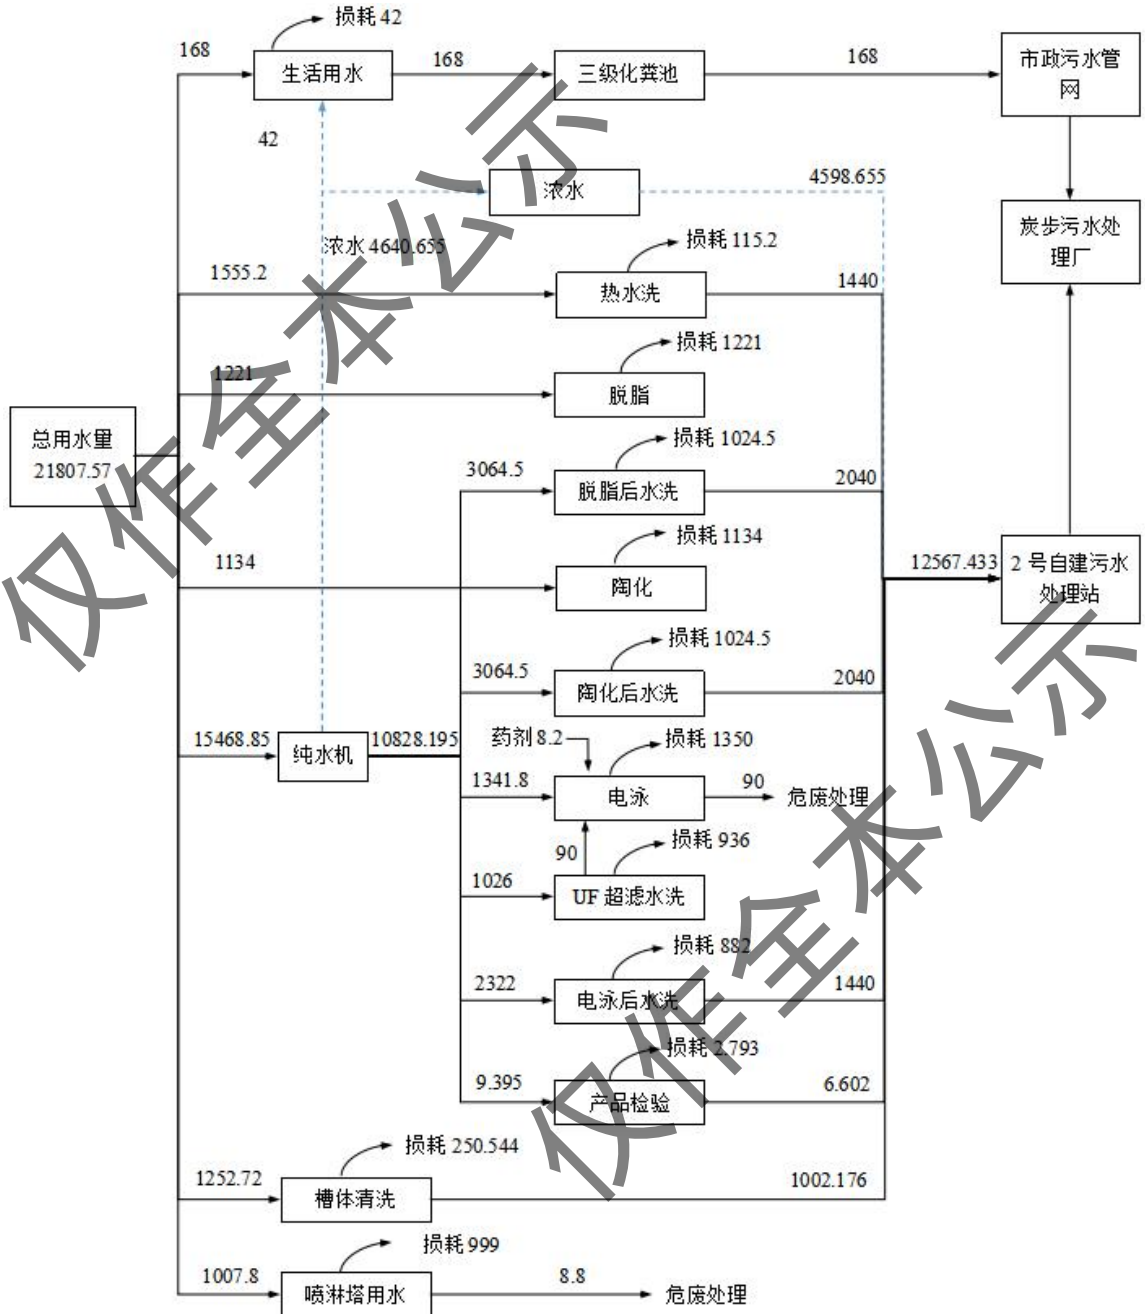 损耗 42
168
生活用水
168
三级化粪池
168
市政污水管
网
42
浓水
4598.655
炭步污水处
理厂
浓水 4640.655
损耗 115.2
1555.2
热水洗
1440
损耗 1221
1221
脱脂
总用水量
21807.57
损耗 1024.5
3064.5
脱脂后水洗
2040
损耗 1134
1134
陶化
12567.433
2 号自建污水
处理站
损耗 1024.5
3064.5
陶化后水洗
2040
15468.85
纯水机
10828.195
药剂 8.2
损耗 1350
1341.8
电泳
90
危废处理
90
损耗 936
1026
UF 超滤水洗
损耗 882
2322
电泳后水洗
1440
损耗 2.793
9.395
产品检验
6.602
损耗 250.544
1252.72
槽体清洗
1002.176
损耗 999
1007.8
喷淋塔用水
8.8
危废处理
仅作全本公示
仅作全本公示